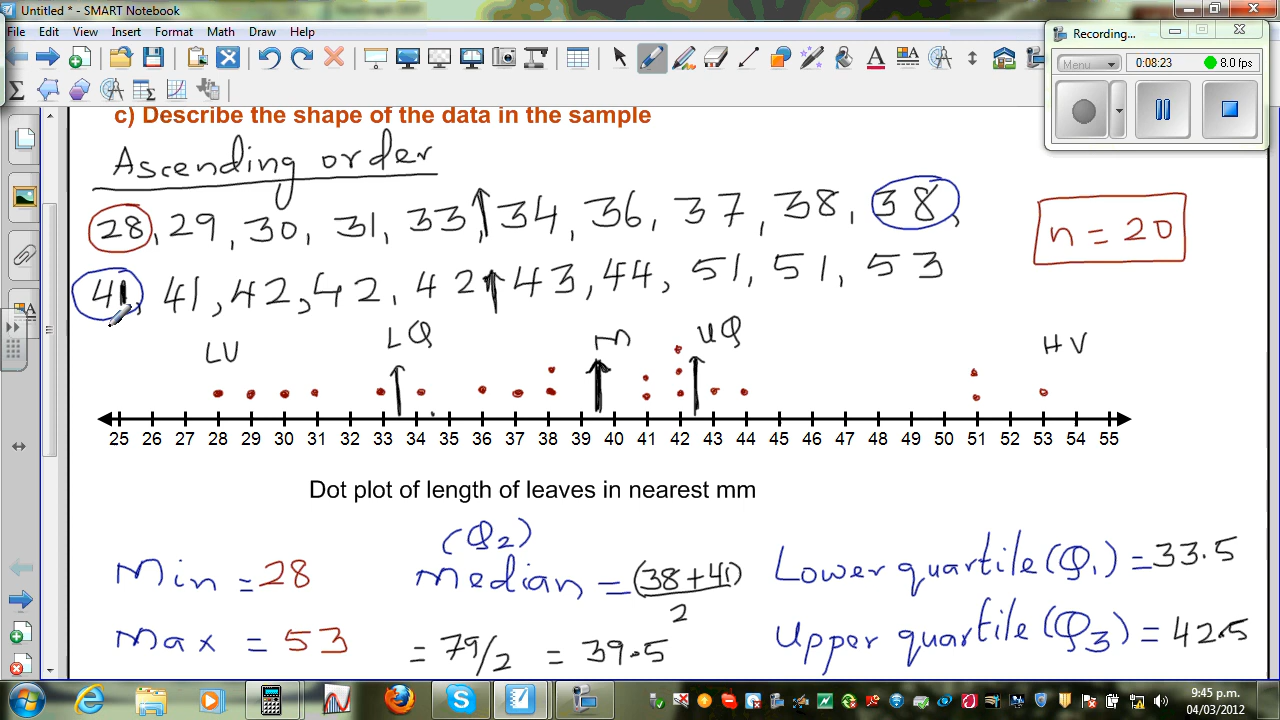 Untitled * - SMART Notebook
File Edit View Insert Format Math Draw Help
Recording...
Menu 0:08:23 8.0 fps
c) Describe the shape of the data in the sample
Ascending order
28, 29, 30, 31, 33, 34, 36, 37, 38, 38,
41, 41, 42, 42, 42 43, 44, 51, 51, 53
n = 20
LV LQ M UQ HV
25 26 27 28 29 30 31 32 33 34 35 36 37 38 39 40 41 42 43 44 45 46 47 48 49 50 51 52 53 54 55
Dot plot of length of leaves in nearest mm
(Q2)
Min = 28 Median = (38 + 41) Lower quartile (Q1) = 33.5
2
Max = 53 = 79/2 = 39.5 Upper quartile (Q3) = 42.5
9:45 p.m.
04/03/2012